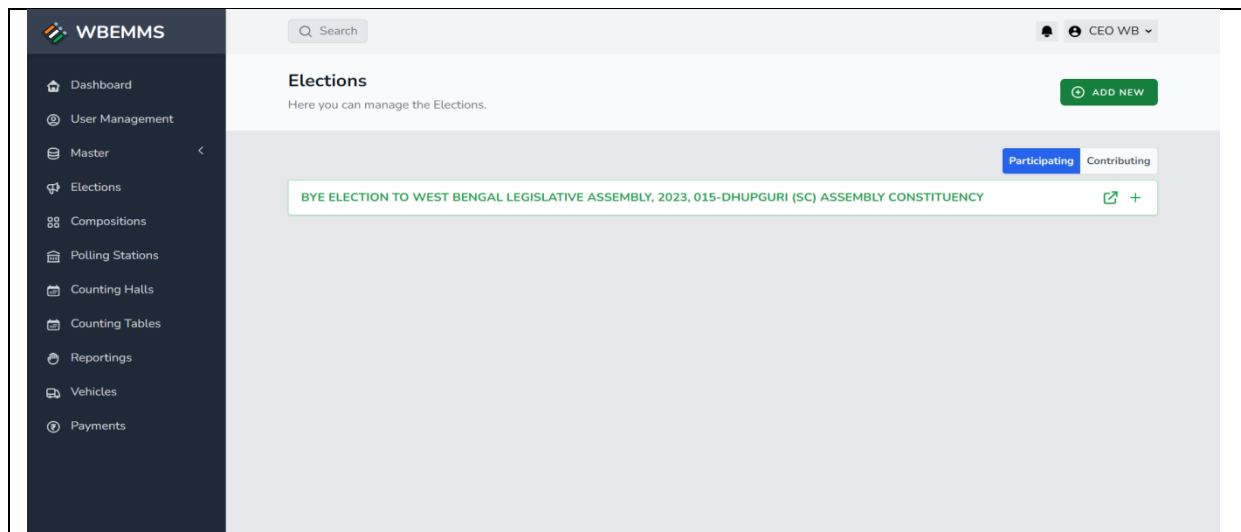 WBEMMS
Dashboard
User Management
Master
Elections
Compositions
Polling Stations
Counting Halls
Counting Tables
Reportings
Vehicles
Payments
Search
CEO WB
Elections
Here you can manage the Elections.
ADD NEW
Participating Contributing
BYE ELECTION TO WEST BENGAL LEGISLATIVE ASSEMBLY, 2023, 015-DHUPGURI (SC) ASSEMBLY CONSTITUENCY